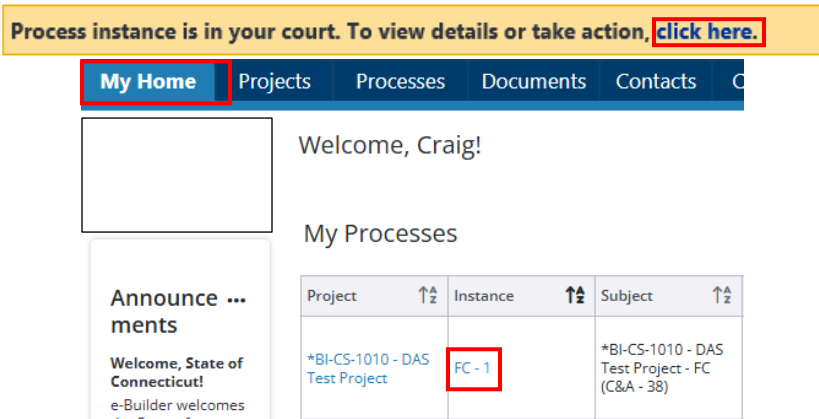 Process instance is in your court. To view details or take action, click here.
My Home Projects Processes Documents Contacts
Welcome, Craig!
My Processes
Announce ...
ments
Welcome, State of
Connecticut!
e-Builder welcomes
Project Instance Subject
*BI-CS-1010 - DAS
Test Project
FC - 1
*BI-CS-1010 - DAS
Test Project - FC
(C&A - 38)